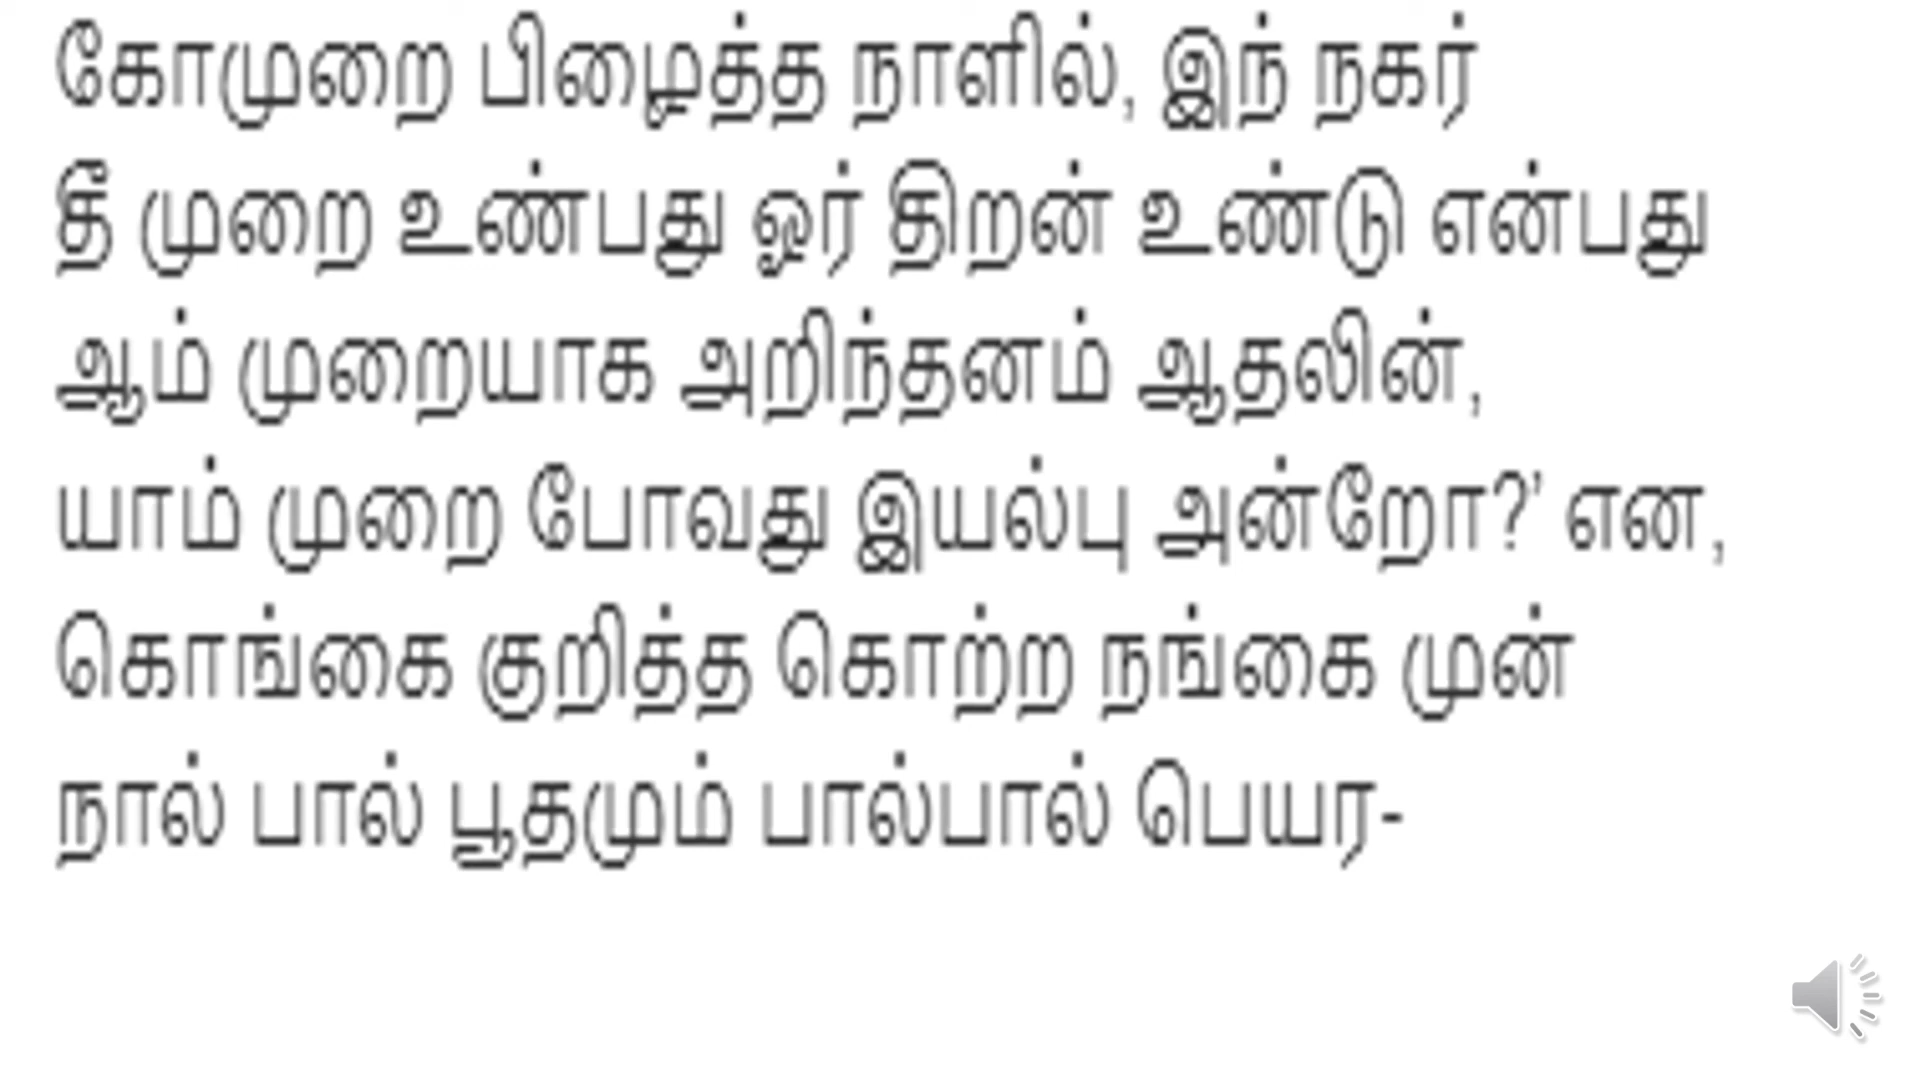 கோமுறை பிழைத்த நாளில், இந் நகர்
தீ முறை உண்பது ஓர் திறன் உண்டு என்பது
ஆம் முறையாக அறிந்தனம் ஆதலின்,
யாம் முறை போவது இயல்பு அன்றோ?’ என,
கொங்கை குறித்த கொற்ற நங்கை முன்
நால் பால் பூதமும் பால்பால் பெயர-